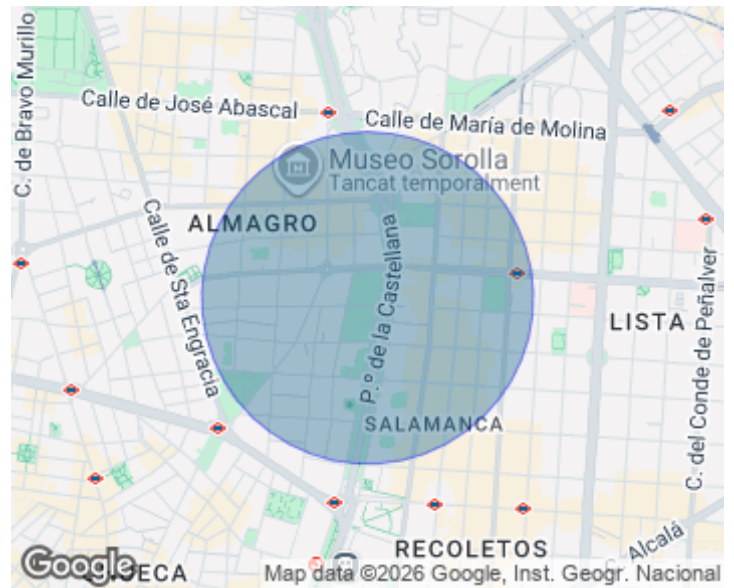 C. de Bravo Murillo
Calle de José Abascal
Calle de María de Molina
Museo Sorolla
Tancat temporalment
ALMAGRO
Calle de Sta Engracia
P.º de la Castellana
LISTA
C. del Conde de Peñalver
SALAMANCA
RECOLETOS
Alcalá
Google
UECA
Map data ©2026 Google, Inst. Geogr. Nacional